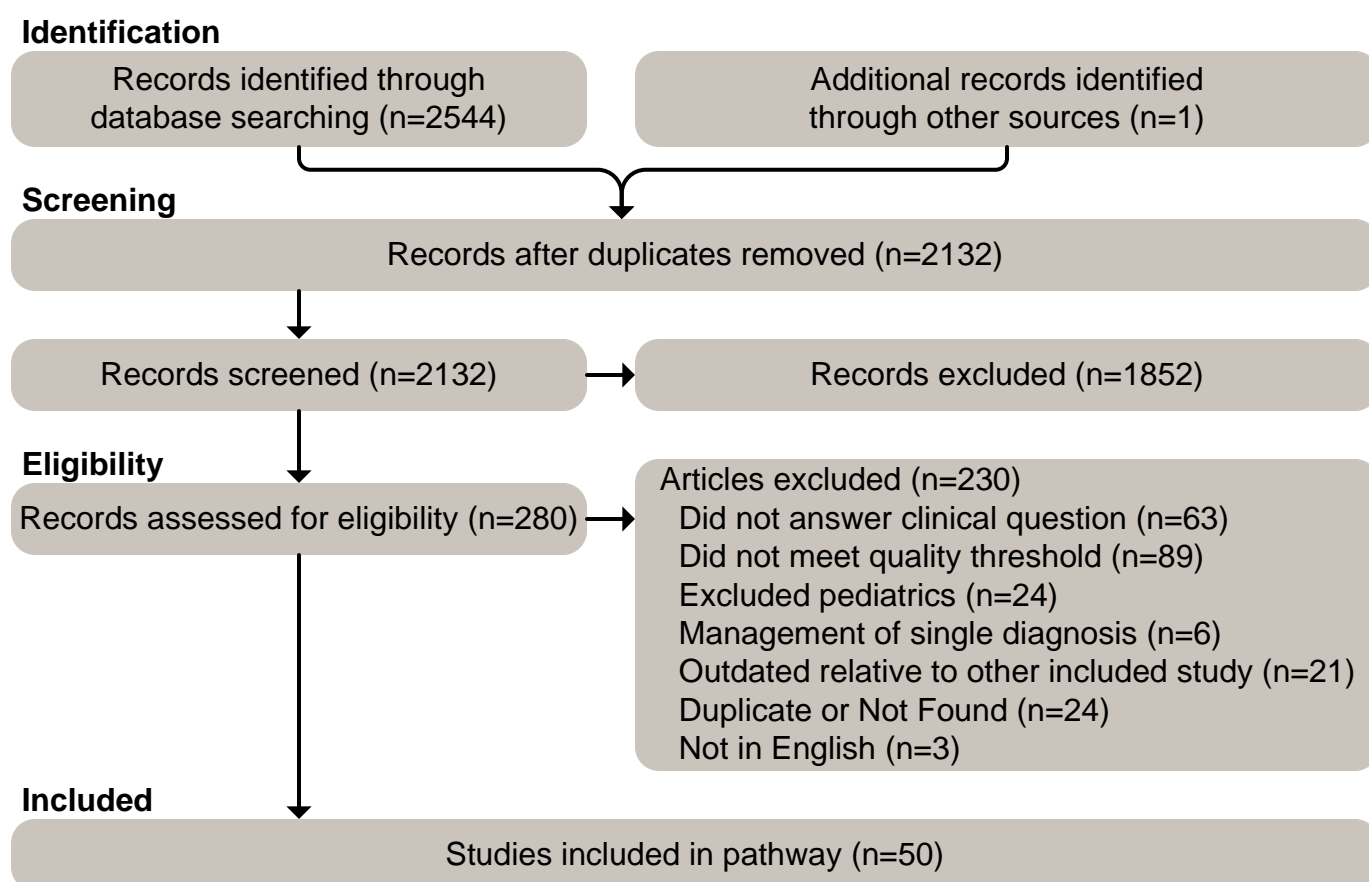 Identification
Records identified through
database searching (n=2544)
Additional records identified
through other sources (n=1)
Screening
Records after duplicates removed (n=2132)
Records screened (n=2132)
Records excluded (n=1852)
Eligibility
Records assessed for eligibility (n=280)
Articles excluded (n=230)
Did not answer clinical question (n=63)
Did not meet quality threshold (n=89)
Excluded pediatrics (n=24)
Management of single diagnosis (n=6)
Outdated relative to other included study (n=21)
Duplicate or Not Found (n=24)
Not in English (n=3)
Included
Studies included in pathway (n=50)